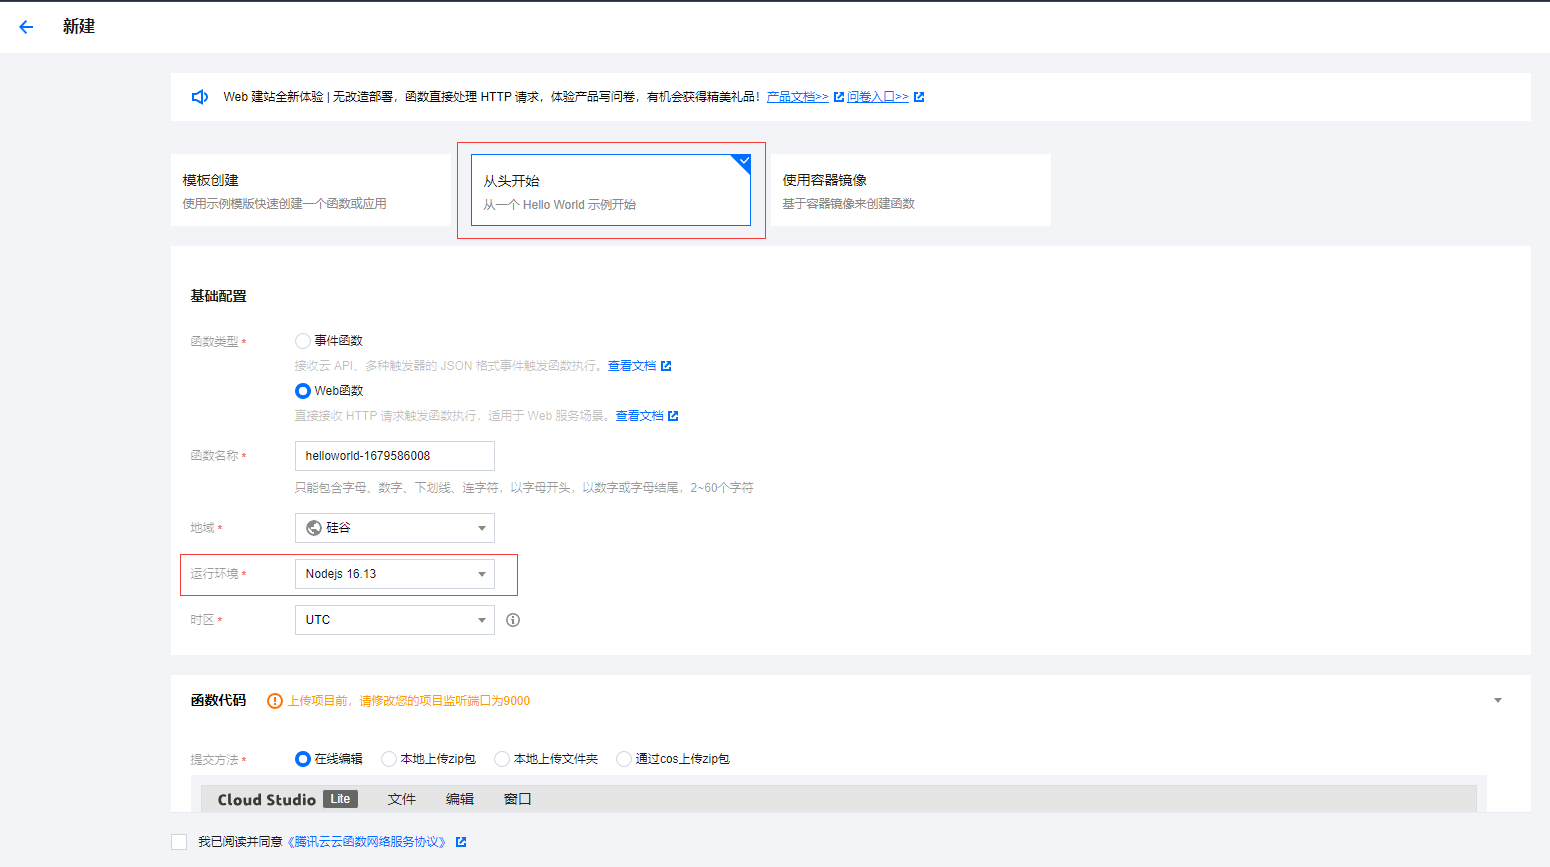 新建
Web 建站全新体验 | 无改造部署，函数直接处理 HTTP 请求，体验产品写问卷，有机会获得精美礼品！产品文档>> 问卷入口>>
模板创建
使用示例模版快速创建一个函数或应用
从头开始
从一个 Hello World 示例开始
使用容器镜像
基于容器镜像来创建函数
基础配置
函数类型* 事件函数
接收云 API、多种触发器的 JSON 格式事件触发函数执行。查看文档
Web函数
直接接收 HTTP 请求触发函数执行，适用于 Web 服务场景。查看文档
函数名称* helloworld-1679586008
只能包含字母、数字、下划线、连字符，以字母开头，以数字或字母结尾，2~60个字符
地域* 硅谷
运行环境* Nodejs 16.13
时区* UTC
函数代码 上传项目前，请修改您的项目监听端口为9000
提交方法* 在线编辑 本地上传zip包 本地上传文件夹 通过cos上传zip包
Cloud Studio Lite 文件 编辑 窗口
我已阅读并同意《腾讯云云函数网络服务协议》